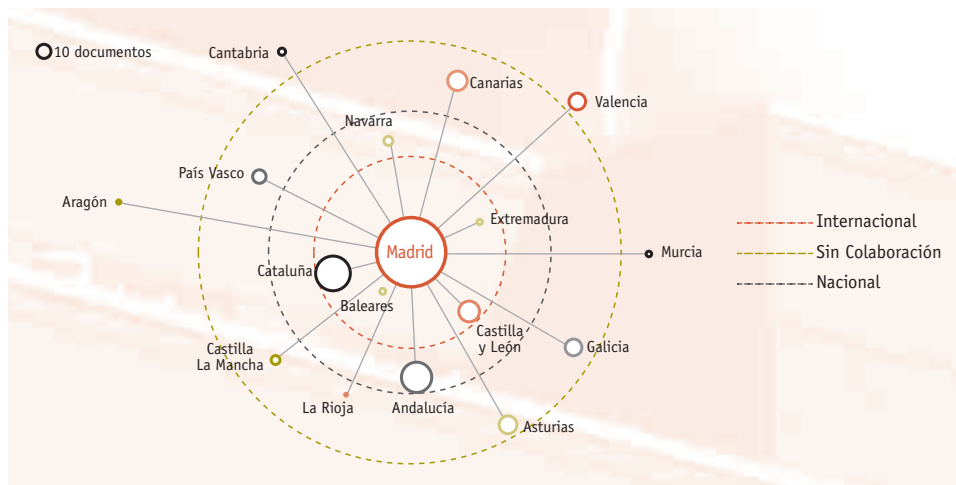 10 documentos
Cantabria
Canarias
Valencia
Navárra
País Vasco
Aragón
Extremadura
Internacional
Madrid
Murcia
Sin Colaboración
Cataluña
Nacional
Baleares
Castilla
y León
Galicia
Castilla
La Mancha
La Rioja
Andalucía
Asturias